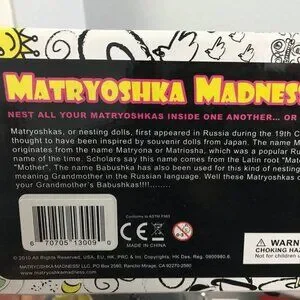 MATRYOSHKA MADNESS
NEST ALL YOUR MATRYOSHKAS INSIDE ONE ANOTHER... OR
Matryoshkas, or nesting dolls, first appeared in Russia during the 19th C
thought to have been inspired by souvenir dolls from Japan. The name M
originates from the name Matryona or Matriosha, which was a popular Ru
name of the time. Scholars say this name comes from the Latin root "Mate
"Mother". The name Babushka has also been used for this kind of nesting
meaning Grandmother in the Russian language. Well these Matryoshkas c
your Grandmother's Babushkas!!!!........
Conforms to ASTM F963
6 70705 13009 0
WARNING
CHOKING HAZARD
© 2010 All Rights Reserved. USA, EU, HK, PRC & Int. Copyrights, HK Des. Reg. 0900980.6
MATRYOSHKA MADNESS! LLC. PO Box 2580, Rancho Mirage, CA 92270-2580
www.matryoshkamadness.com